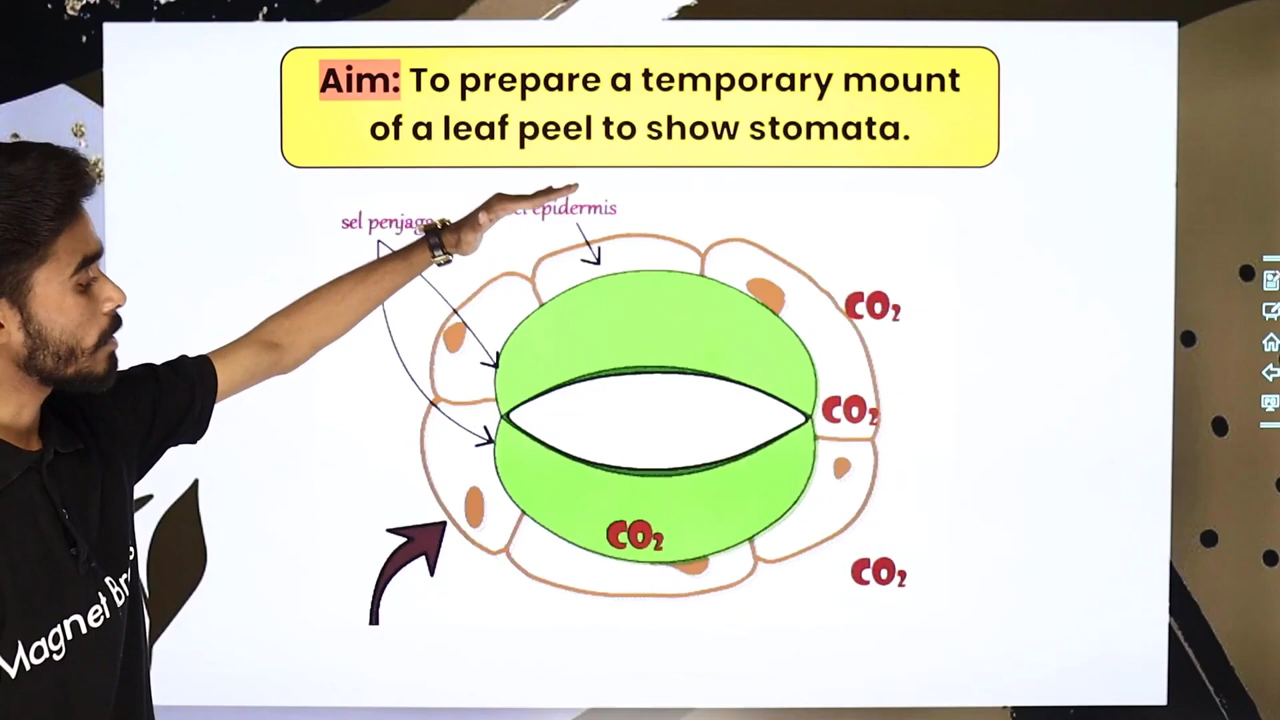 Aim: To prepare a temporary mount
of a leaf peel to show stomata.
sel penjaga
epidermis
CO₂
CO₂
CO₂
CO₂
Magnet